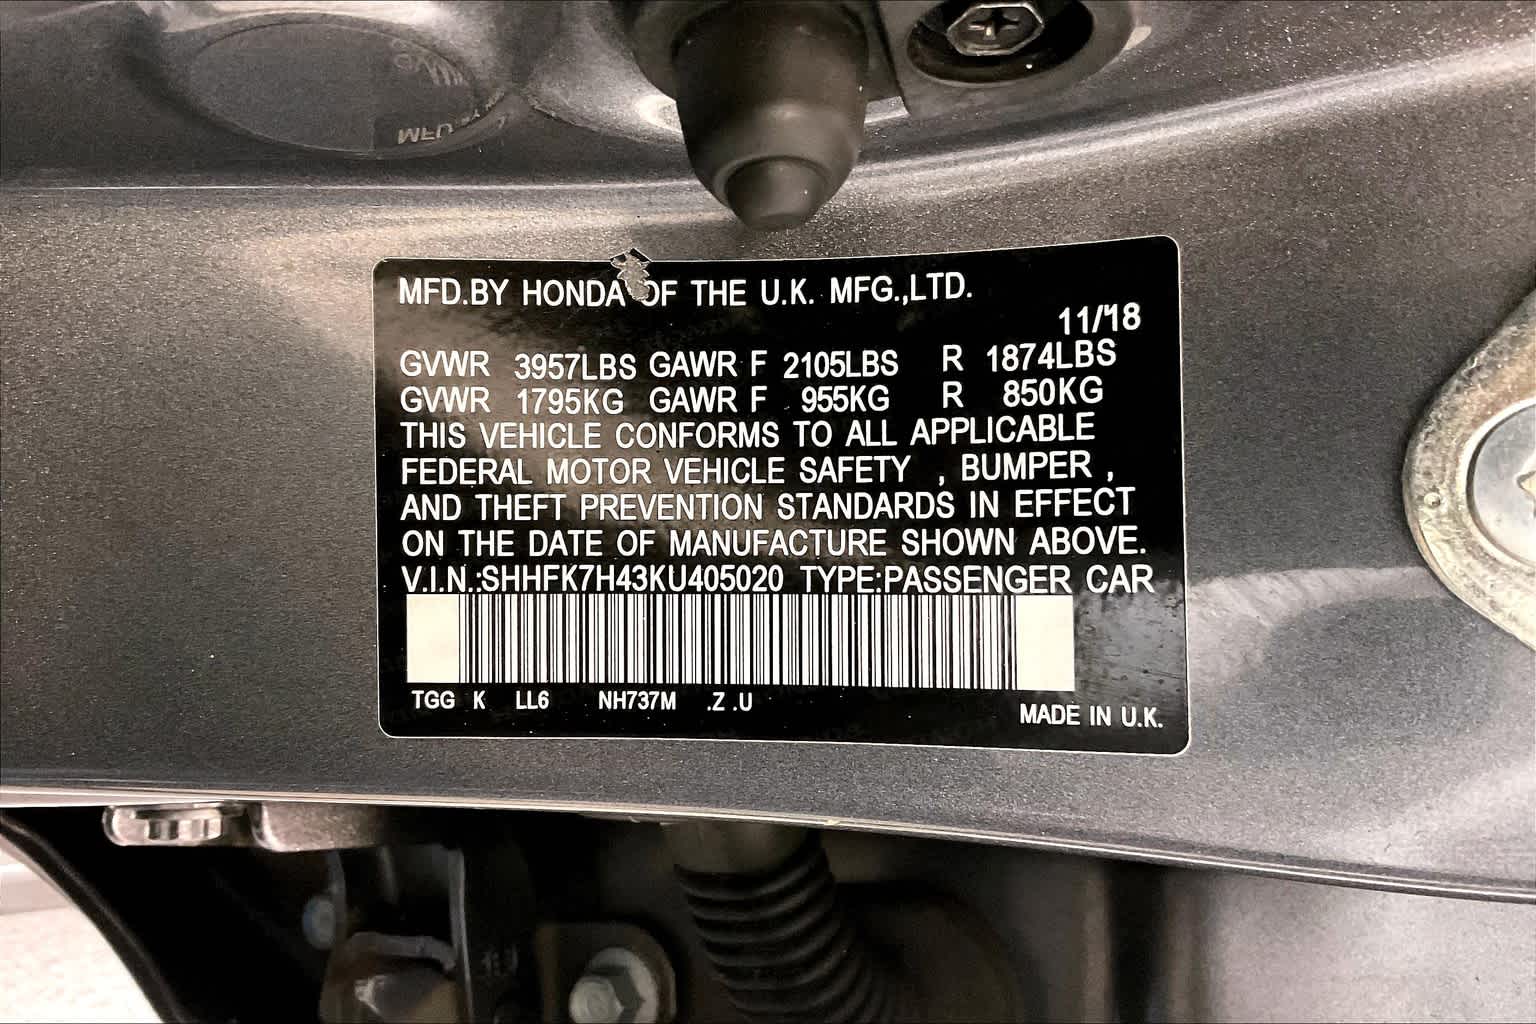 MFD.BY HONDA OF THE U.K. MFG.,LTD.
11/18
GVWR 3957LBS GAWR F 2105LBS R 1874LBS
GVWR 1795KG GAWR F 955KG R 850KG
THIS VEHICLE CONFORMS TO ALL APPLICABLE
FEDERAL MOTOR VEHICLE SAFETY , BUMPER ,
AND THEFT PREVENTION STANDARDS IN EFFECT
ON THE DATE OF MANUFACTURE SHOWN ABOVE.
V.I.N.:SHHFK7H43KU405020 TYPE:PASSENGER CAR
TGG K LL6 NH737M .Z .U
MADE IN U.K.